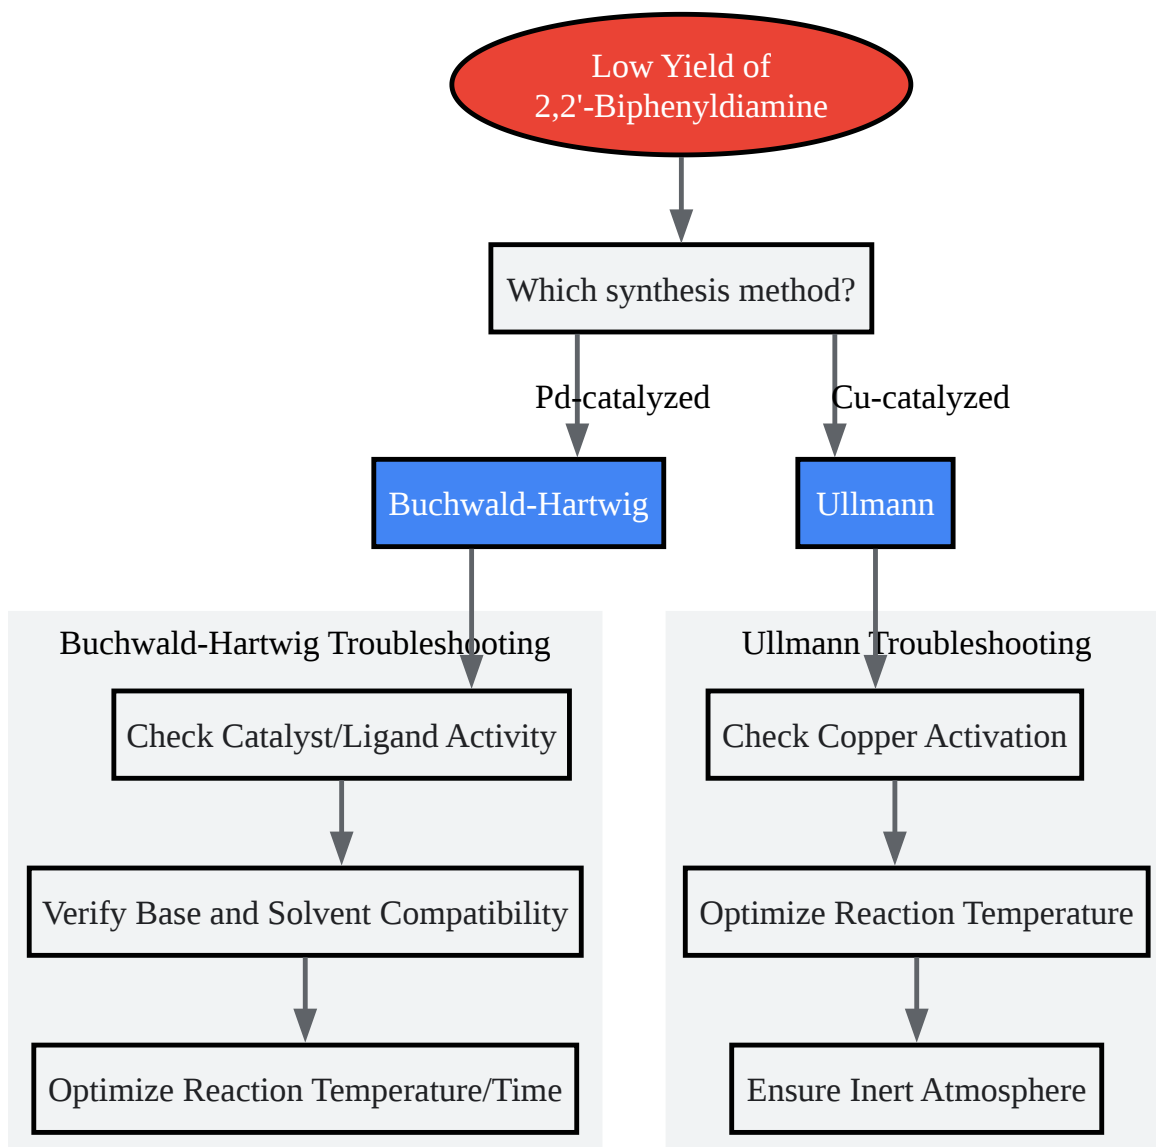 Low Yield of
2,2'-Biphenyldiamine
Which synthesis method?
Pd-catalyzed
Cu-catalyzed
Buchwald-Hartwig
Ullmann
Buchwald-Hartwig Troubleshooting
Check Catalyst/Ligand Activity
Verify Base and Solvent Compatibility
Optimize Reaction Temperature/Time
Ullmann Troubleshooting
Check Copper Activation
Optimize Reaction Temperature
Ensure Inert Atmosphere